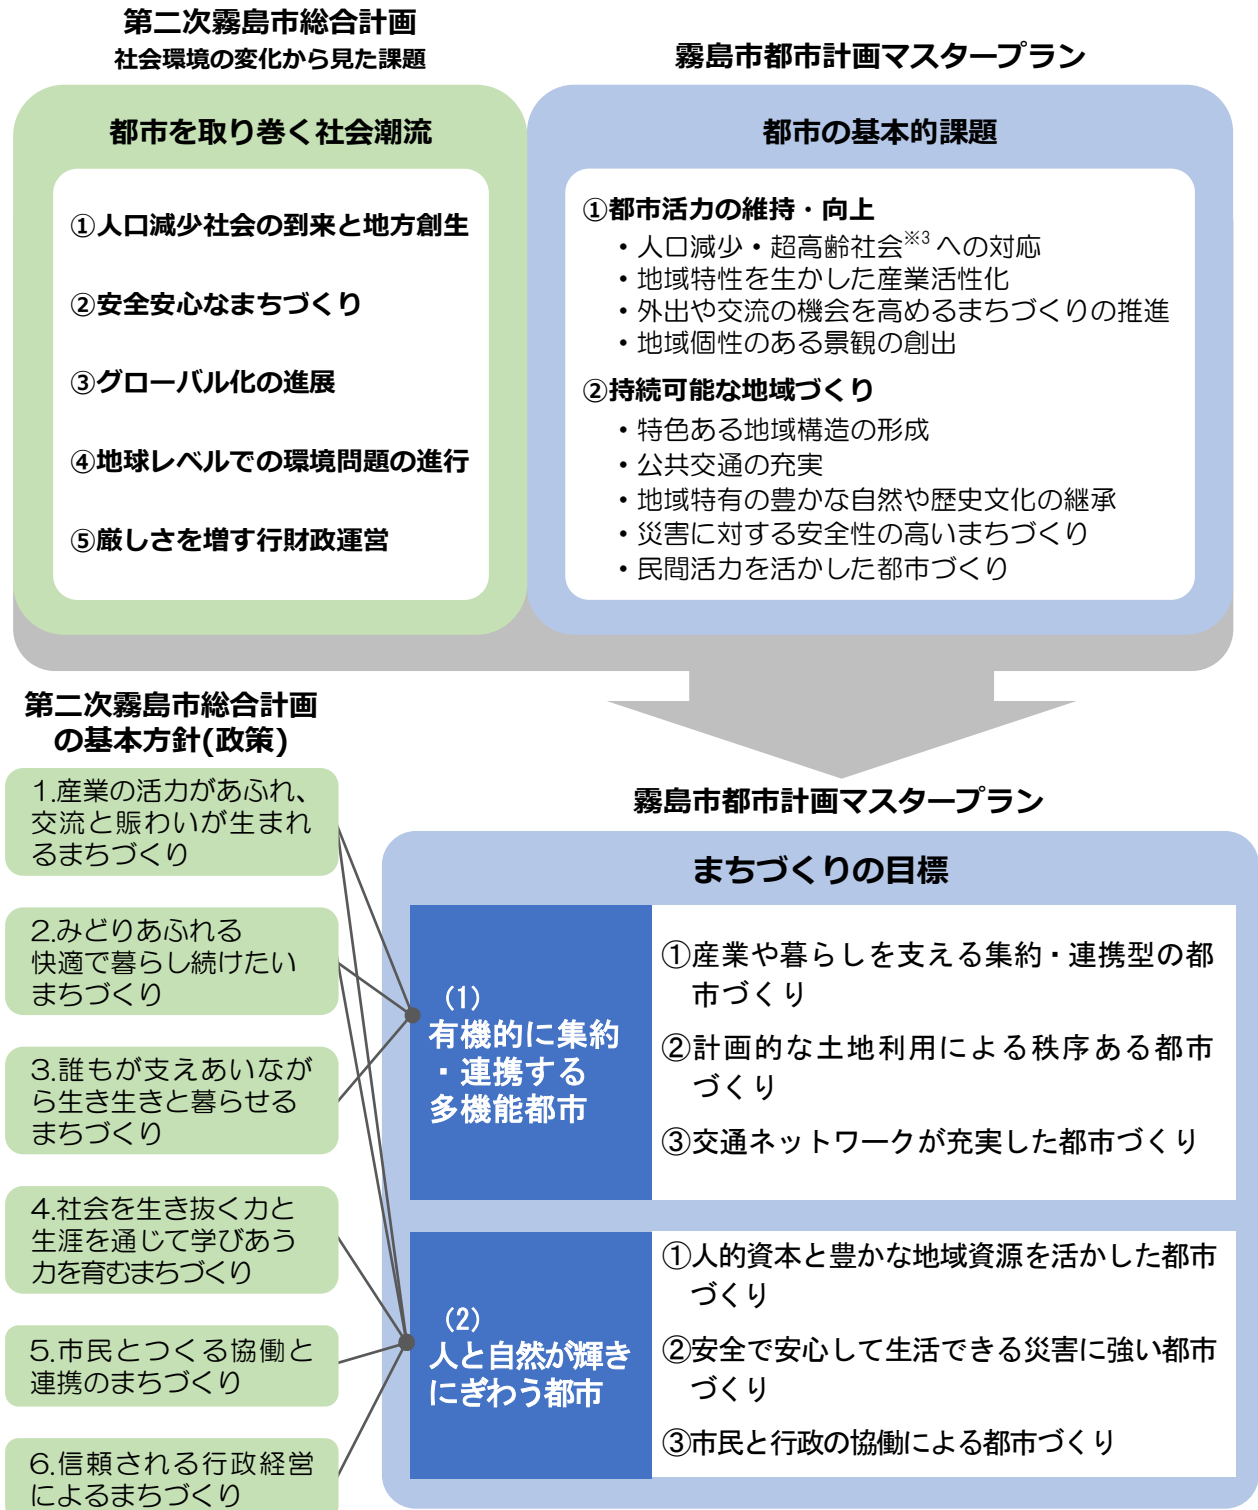 第二次霧島市総合計画
社会環境の変化から見た課題
都市を取り巻く社会潮流
①人口減少社会の到来と地方創生
②安全安心なまちづくり
③グローバル化の進展
④地球レベルでの環境問題の進行
⑤厳しさを増す行財政運営
霧島市都市計画マスタープラン
都市の基本的課題
①都市活力の維持・向上
・人口減少・超高齢社会※3への対応
・地域特性を生かした産業活性化
・外出や交流の機会を高めるまちづくりの推進
・地域個性のある景観の創出
②持続可能な地域づくり
・特色ある地域構造の形成
・公共交通の充実
・地域特有の豊かな自然や歴史文化の継承
・災害に対する安全性の高いまちづくり
・民間活力を活かした都市づくり
第二次霧島市総合計画
の基本方針(政策)
1.産業の活力があふれ、
交流と賑わいが生まれ
るまちづくり
2.みどりあふれる
快適で暮らし続けたい
まちづくり
3.誰もが支えあいなが
ら生き生きと暮らせる
まちづくり
4.社会を生き抜く力と
生涯を通じて学びあう
力を育むまちづくり
5.市民とつくる協働と
連携のまちづくり
6.信頼される行政経営
によるまちづくり
霧島市都市計画マスタープラン
まちづくりの目標
(1)
有機的に集約
・連携する
多機能都市
①産業や暮らしを支える集約・連携型の都
市づくり
②計画的な土地利用による秩序ある都市
づくり
③交通ネットワークが充実した都市づくり
(2)
人と自然が輝き
にぎわう都市
①人的資本と豊かな地域資源を活かした都市
づくり
②安全で安心して生活できる災害に強い都市
づくり
③市民と行政の協働による都市づくり